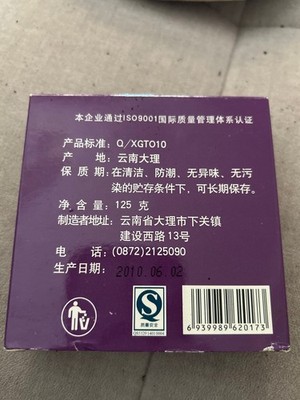 本企业通过ISO9001国际质量管理体系认证
产品标准: Q/XGTO10
产 地: 云南大理
保 质 期: 在清洁、防潮、无异味、无污
染的贮存条件下,可长期保存。
净 含 量: 125 克
制造者地址: 云南省大理市下关镇
建设西路13号
电 话: (0872)2125090
生产日期: 2010.06.02
质量安全
6939989620173